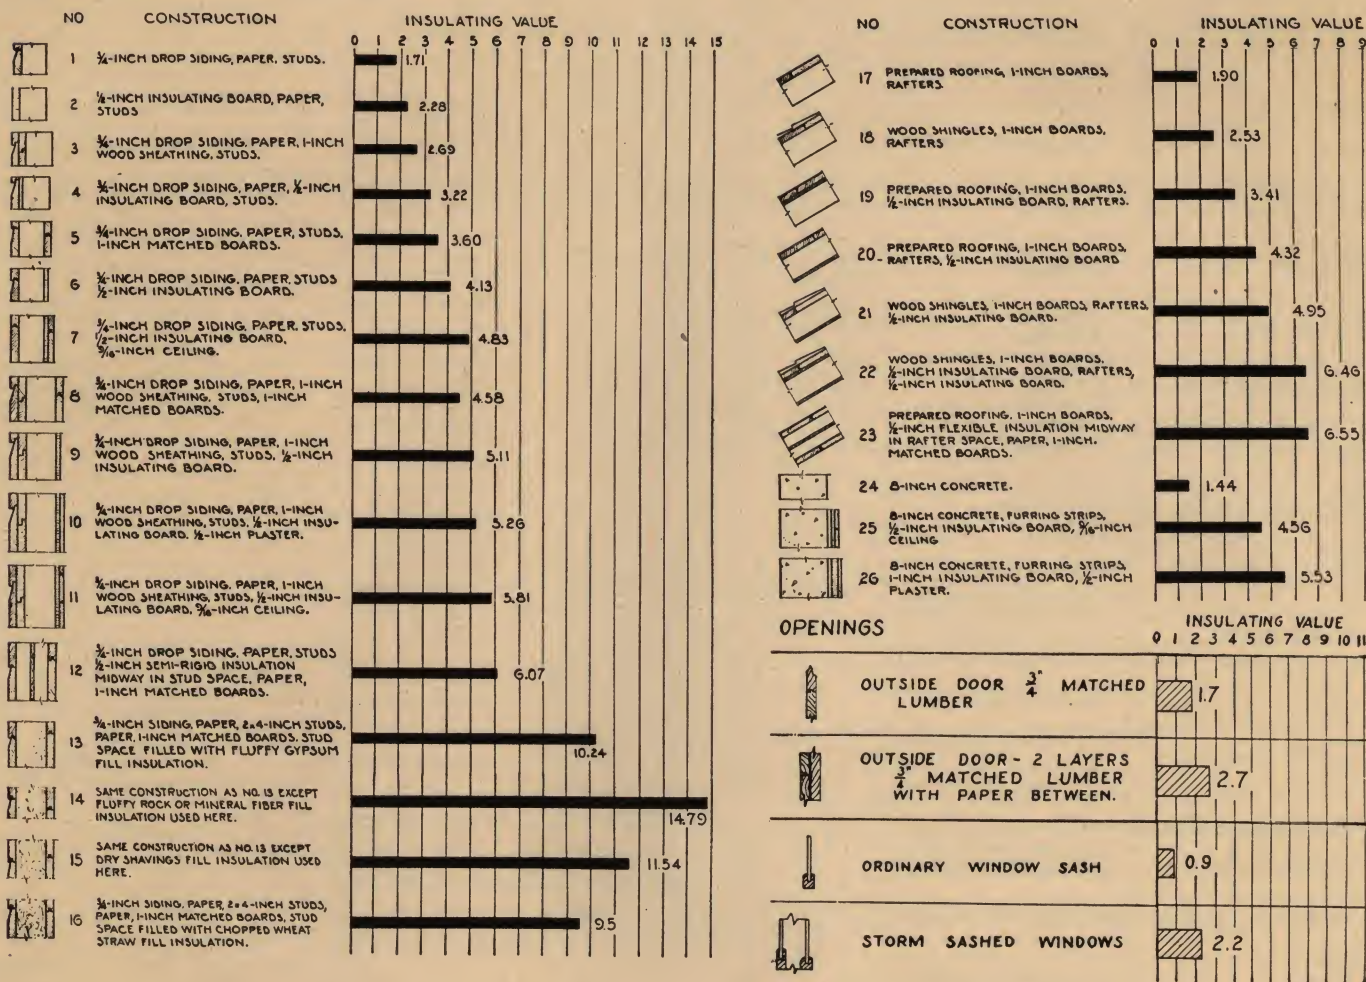 NO CONSTRUCTION INSULATING VALUE
0 1 2 3 4 5 6 7 8 9 10 11 12 13 14 15
1 ¾-INCH DROP SIDING, PAPER, STUDS. 1.71
2 ½-INCH INSULATING BOARD, PAPER,
STUDS 2.28
3 ¾-INCH DROP SIDING, PAPER, 1-INCH
WOOD SHEATHING, STUDS. 2.69
4 ¾-INCH DROP SIDING, PAPER, ½-INCH
INSULATING BOARD, STUDS. 3.22
5 ¾-INCH DROP SIDING, PAPER, STUDS,
1-INCH MATCHED BOARDS. 3.60
6 ¾-INCH DROP SIDING, PAPER, STUDS
½-INCH INSULATING BOARD. 4.13
7 ¾-INCH DROP SIDING, PAPER, STUDS,
1/2-INCH INSULATING BOARD,
9/16-INCH CEILING. 4.83
8 ¾-INCH DROP SIDING, PAPER, 1-INCH
WOOD SHEATHING, STUDS, 1-INCH
MATCHED BOARDS. 4.58
9 ¾-INCH DROP SIDING, PAPER, 1-INCH
WOOD SHEATHING, STUDS, ½-INCH
INSULATING BOARD. 5.11
10 ¾-INCH DROP SIDING, PAPER, 1-INCH
WOOD SHEATHING, STUDS, ½-INCH INSU-
LATING BOARD, ½-INCH PLASTER. 5.26
11 ¾-INCH DROP SIDING, PAPER, 1-INCH
WOOD SHEATHING, STUDS, ½-INCH INSU-
LATING BOARD, 9/16-INCH CEILING. 5.81
12 ¾-INCH DROP SIDING, PAPER, STUDS
½-INCH SEMI-RIGID INSULATION
MIDWAY IN STUD SPACE, PAPER,
1-INCH MATCHED BOARDS. 6.07
13 ¾-INCH SIDING, PAPER, 2x4-INCH STUDS,
PAPER, 1-INCH MATCHED BOARDS. STUD
SPACE FILLED WITH FLUFFY GYPSUM
FILL INSULATION. 10.24
14 SAME CONSTRUCTION AS NO. 13 EXCEPT
FLUFFY ROCK OR MINERAL FIBER FILL
INSULATION USED HERE. 14.79
15 SAME CONSTRUCTION AS NO. 13 EXCEPT
DRY SHAVINGS FILL INSULATION USED
HERE. 11.54
16 ¾-INCH SIDING, PAPER, 2x4-INCH STUDS,
PAPER, 1-INCH MATCHED BOARDS, STUD
SPACE FILLED WITH CHOPPED WHEAT
STRAW FILL INSULATION. 9.5
NO CONSTRUCTION INSULATING VALUE
0 1 2 3 4 5 6 7 8 9
17 PREPARED ROOFING, 1-INCH BOARDS,
RAFTERS. 1.90
18 WOOD SHINGLES, 1-INCH BOARDS,
RAFTERS 2.53
19 PREPARED ROOFING, 1-INCH BOARDS,
½-INCH INSULATING BOARD, RAFTERS. 3.41
20 PREPARED ROOFING, 1-INCH BOARDS,
RAFTERS, ½-INCH INSULATING BOARD 4.32
21 WOOD SHINGLES, 1-INCH BOARDS, RAFTERS,
½-INCH INSULATING BOARD. 4.95
22 WOOD SHINGLES, 1-INCH BOARDS,
½-INCH INSULATING BOARD, RAFTERS,
½-INCH INSULATING BOARD. 6.46
23 PREPARED ROOFING, 1-INCH BOARDS,
½-INCH FLEXIBLE INSULATION MIDWAY
IN RAFTER SPACE, PAPER, 1-INCH.
MATCHED BOARDS. 6.55
24 8-INCH CONCRETE. 1.44
25 8-INCH CONCRETE, FURRING STRIPS,
½-INCH INSULATING BOARD, 9/16-INCH
CEILING 4.56
26 8-INCH CONCRETE, FURRING STRIPS,
1-INCH INSULATING BOARD, ½-INCH
PLASTER. 5.53
OPENINGS INSULATING VALUE
0 1 2 3 4 5 6 7 8 9 10 11
OUTSIDE DOOR 3/4" MATCHED
LUMBER 1.7
OUTSIDE DOOR - 2 LAYERS
3/4" MATCHED LUMBER
WITH PAPER BETWEEN. 2.7
ORDINARY WINDOW SASH 0.9
STORM SASHED WINDOWS 2.2